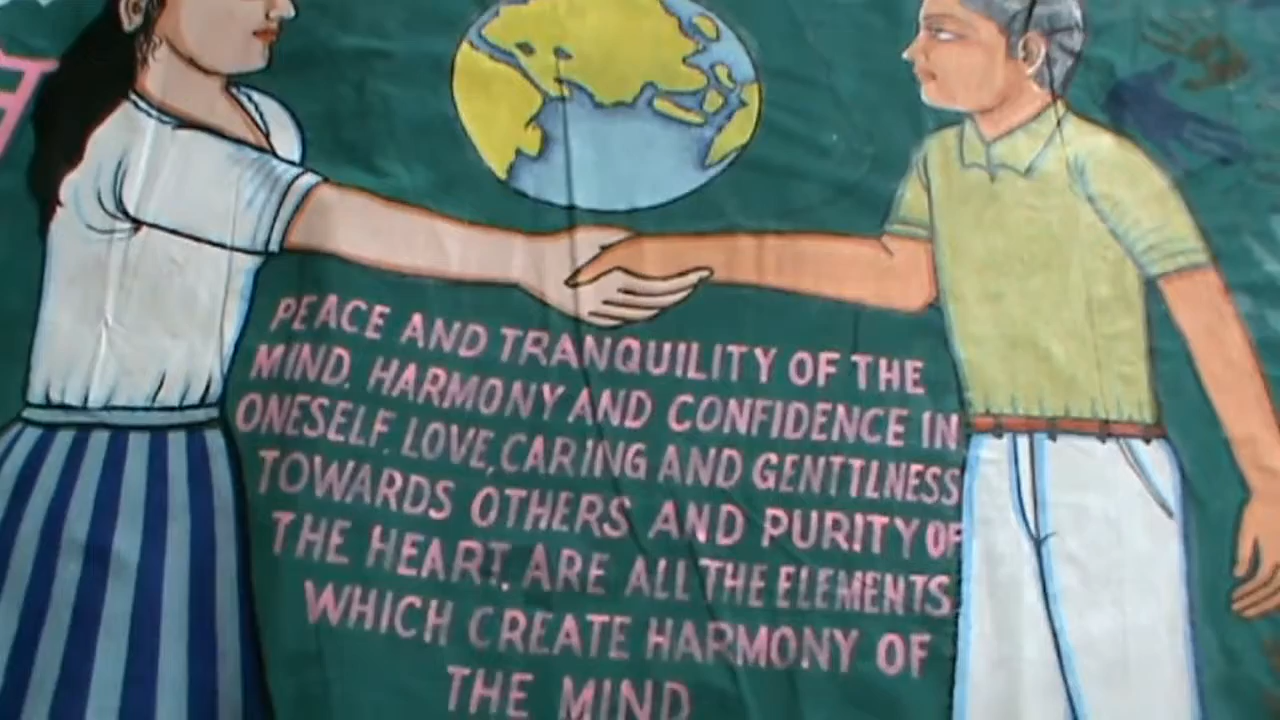 PEACE AND TRANQUILITY OF THE
MIND. HARMONY AND CONFIDENCE IN
ONESELF. LOVE, CARING AND GENTTLNESS
TOWARDS OTHERS AND PURITY OF
THE HEART. ARE ALL THE ELEMENTS
WHICH CREATE HARMONY OF
THE MIND